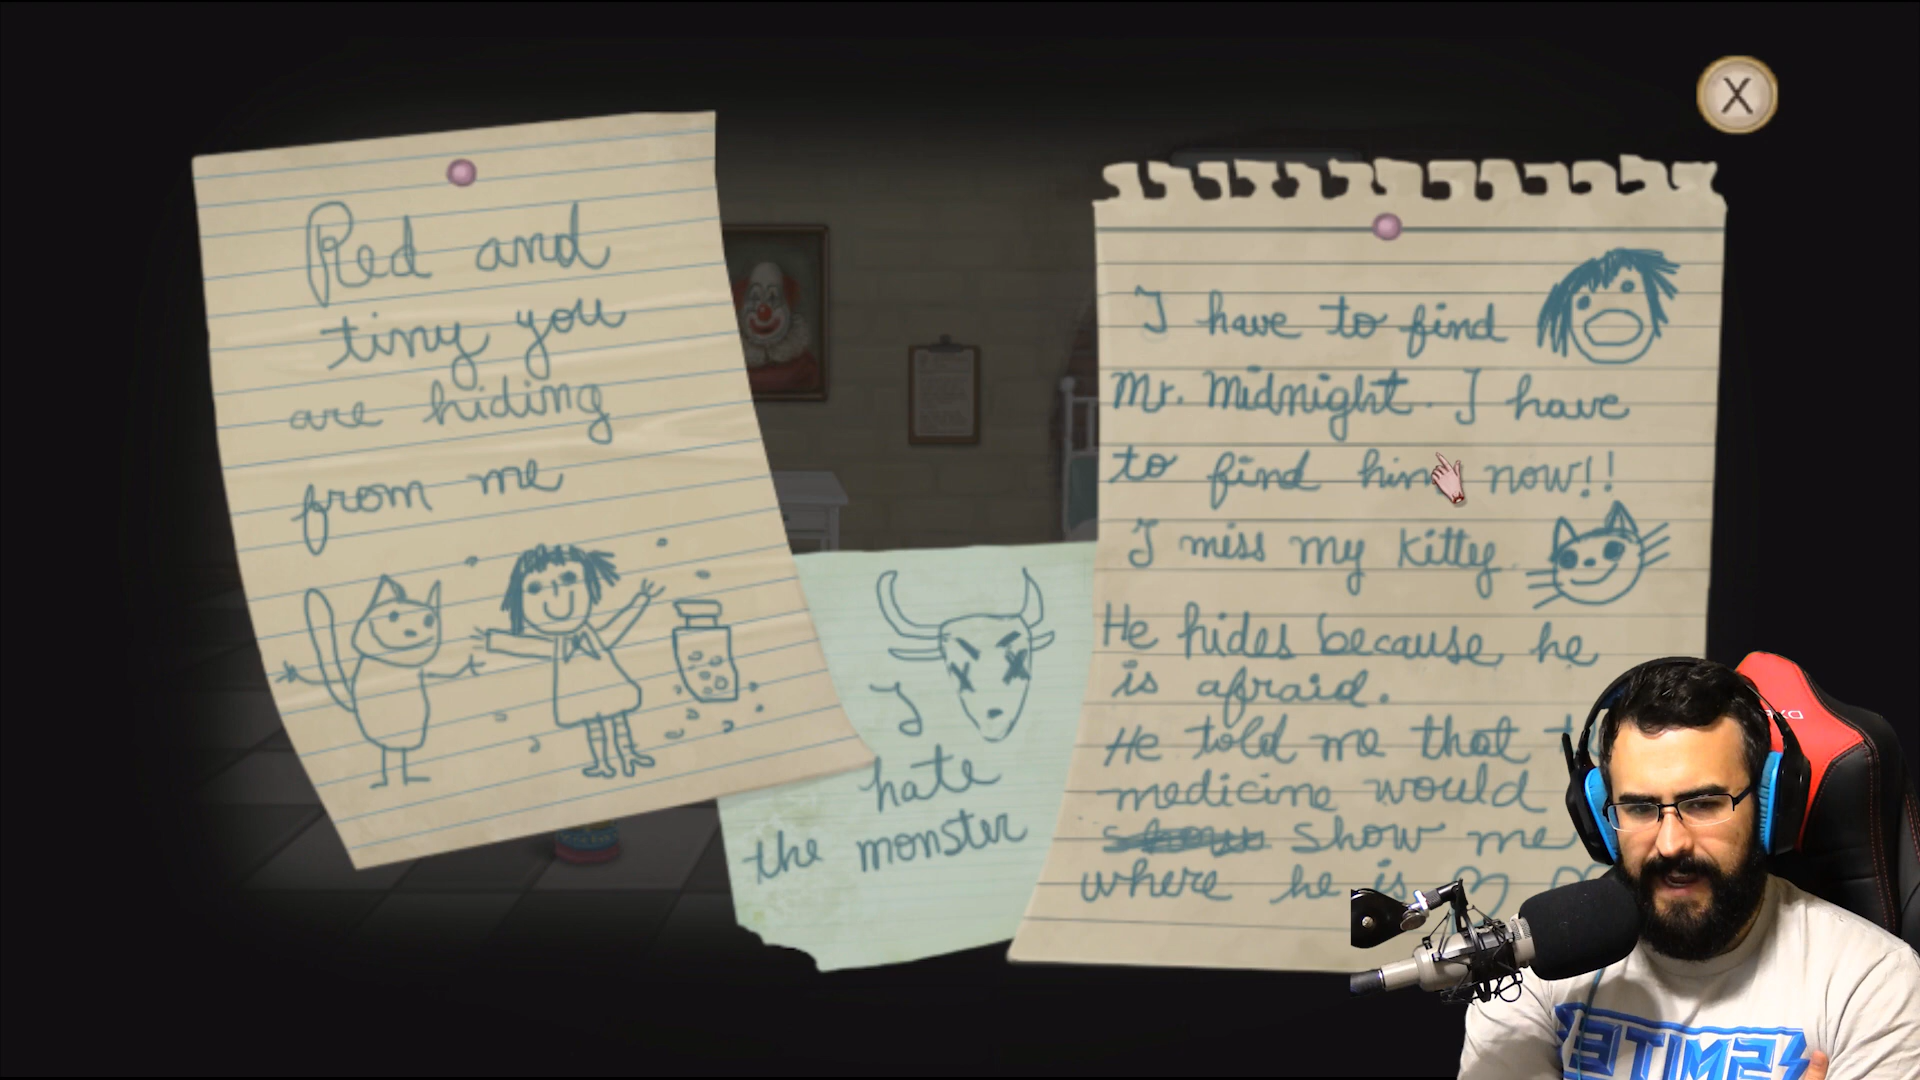 X
Red and
tiny you
are hiding
from me
I
hate
the monster
I have to find
Mr. Midnight. I have
to find him now!!
I miss my Kitty
He hides because he
is afraid.
He told me that
medicine would
show me
where he is